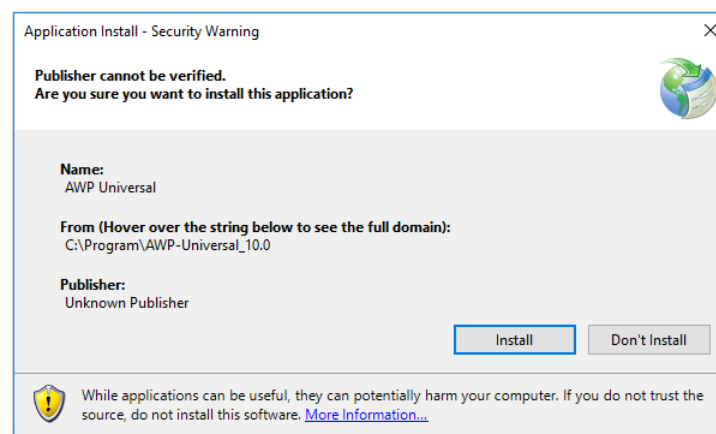 Application Install - Security Warning
Publisher cannot be verified.
Are you sure you want to install this application?
Name:
AWP Universal
From (Hover over the string below to see the full domain):
C:\Program\AWP-Universal_10.0
Publisher:
Unknown Publisher
Install
Don't Install
While applications can be useful, they can potentially harm your computer. If you do not trust the
source, do not install this software. More Information...